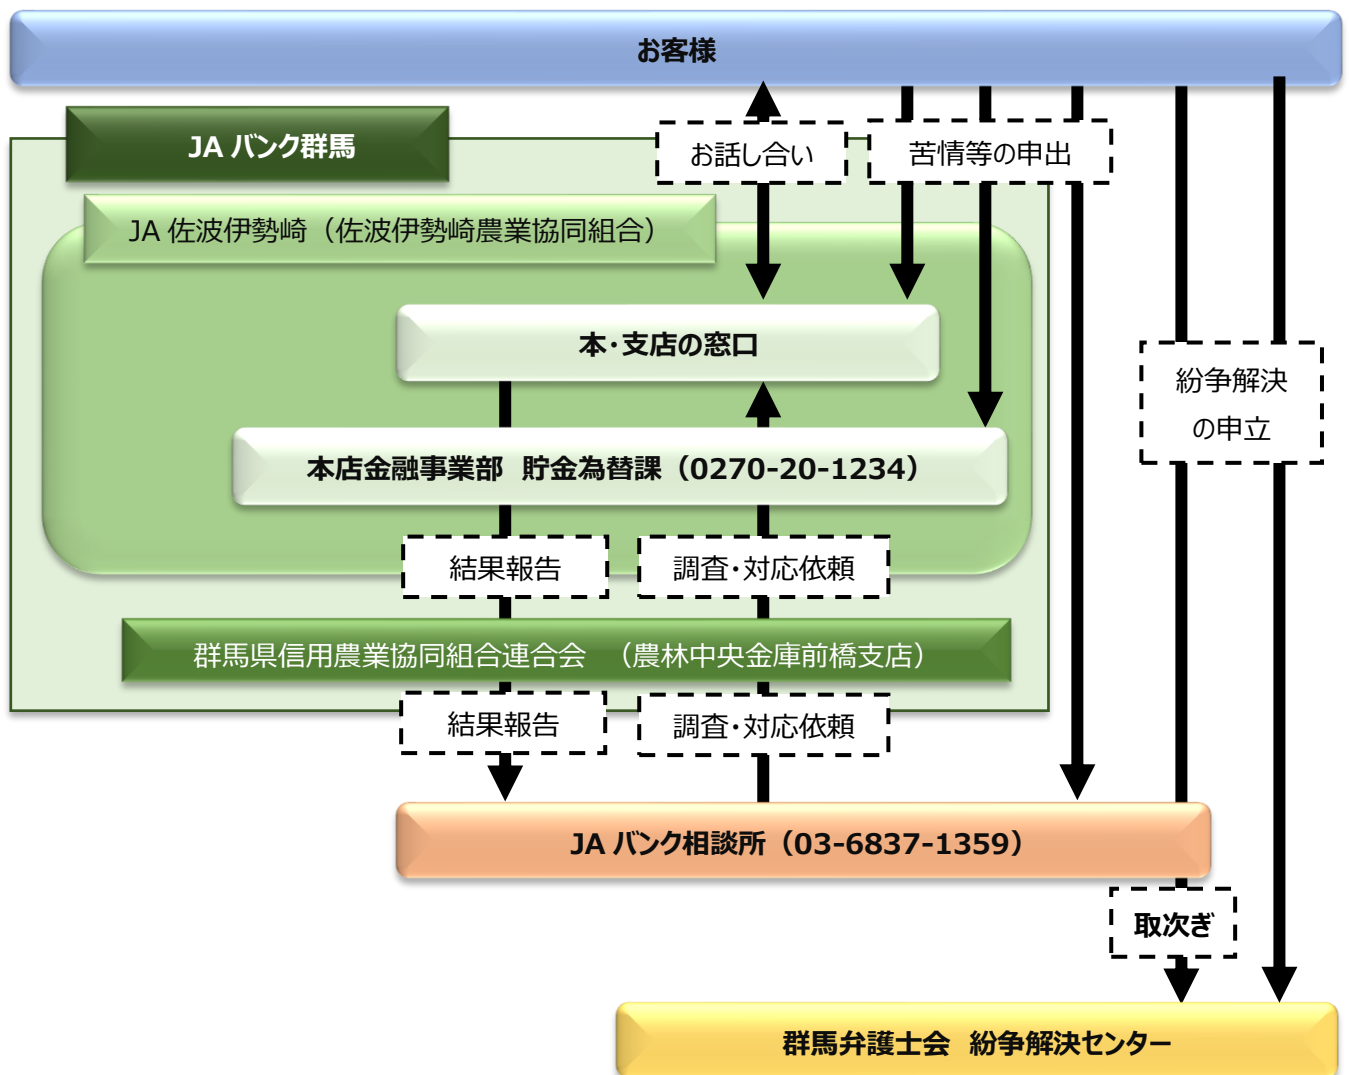 お客様
JA バンク群馬
お話し合い
苦情等の申出
JA 佐波伊勢崎（佐波伊勢崎農業協同組合）
本・支店の窓口
紛争解決
の申立
本店金融事業部 貯金為替課（0270-20-1234）
結果報告
調査・対応依頼
群馬県信用農業協同組合連合会 （農林中央金庫前橋支店）
結果報告
調査・対応依頼
JA バンク相談所（03-6837-1359）
取次ぎ
群馬弁護士会 紛争解決センター